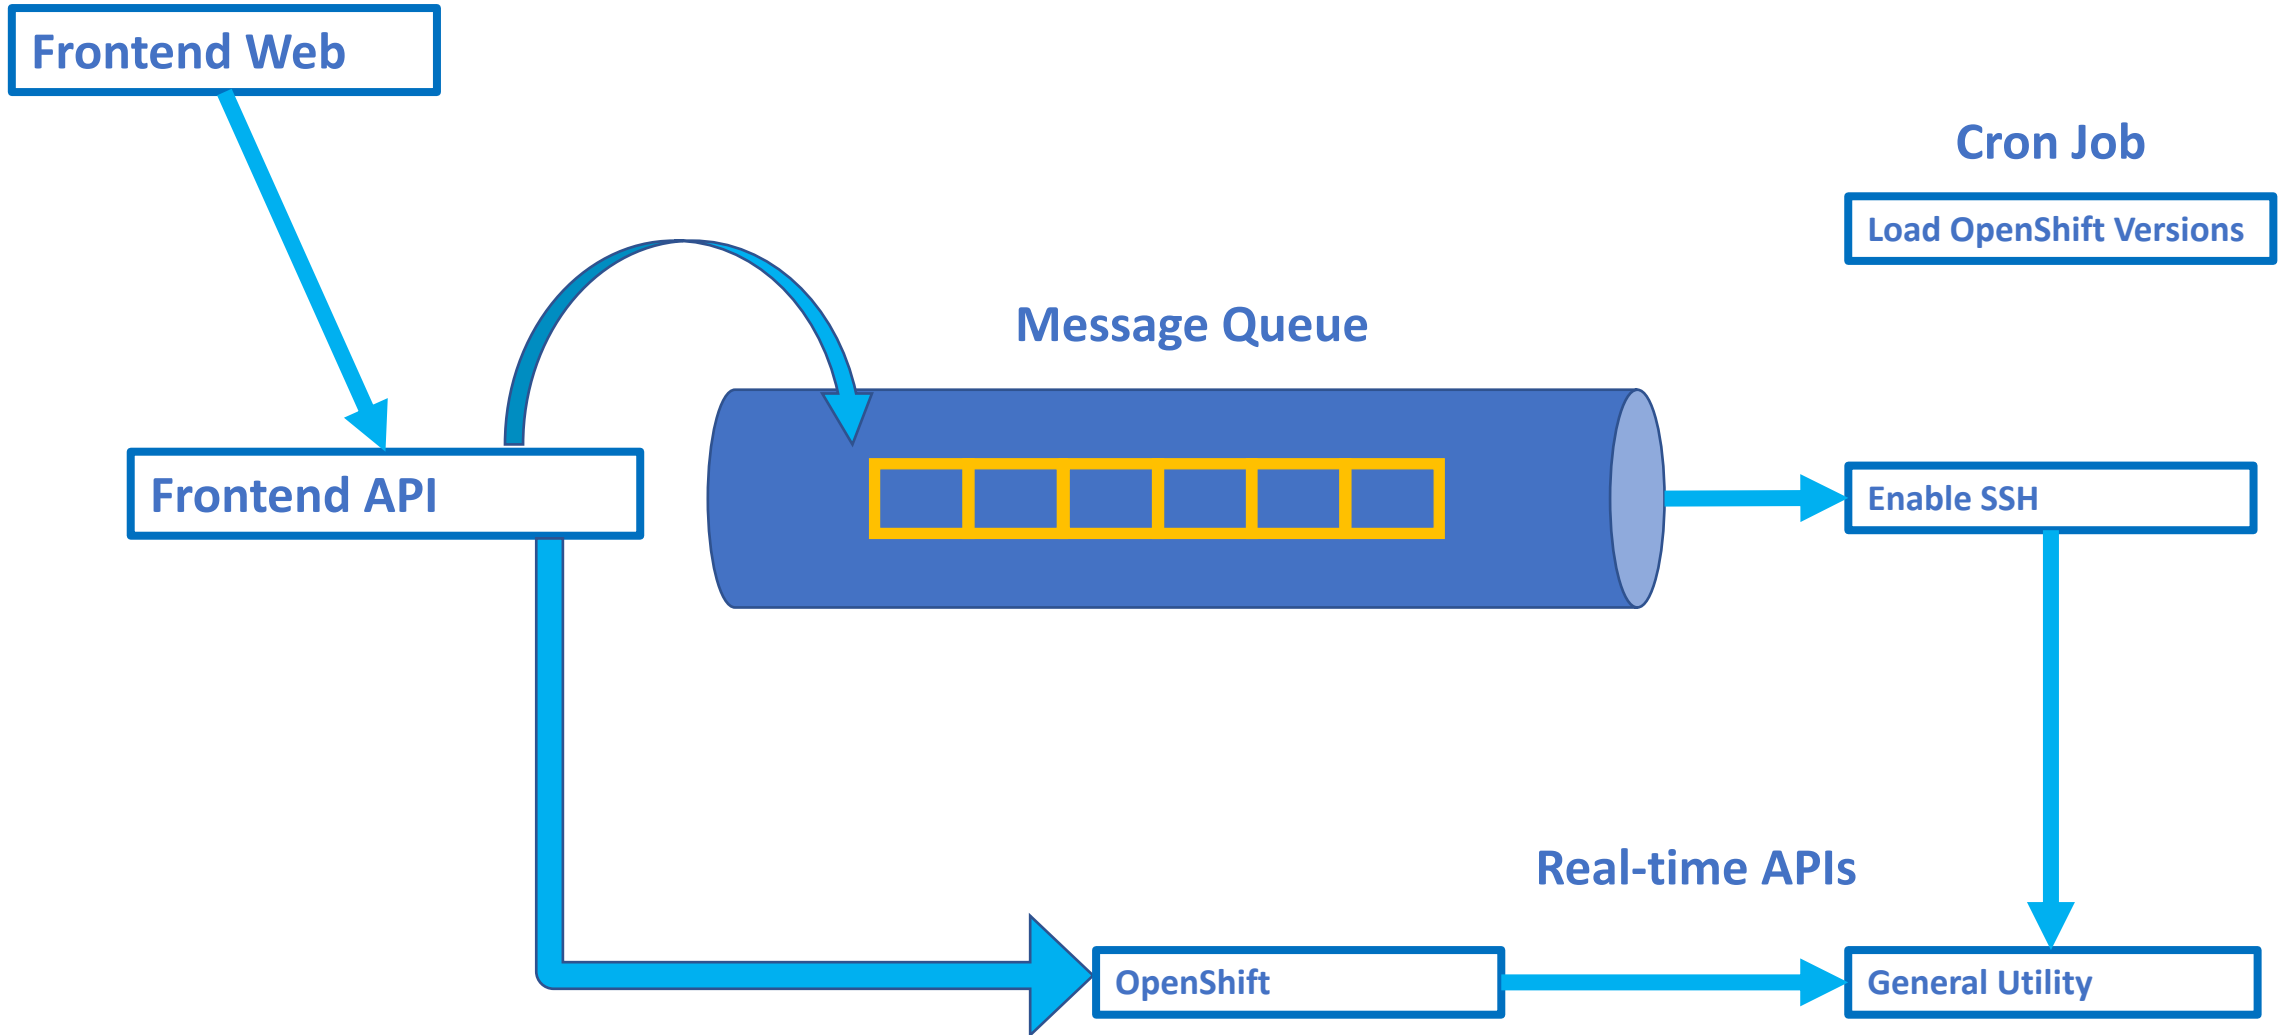 Frontend Web
Cron Job
Load OpenShift Versions
Message Queue
Frontend API
Enable SSH
Real-time APIs
OpenShift
General Utility